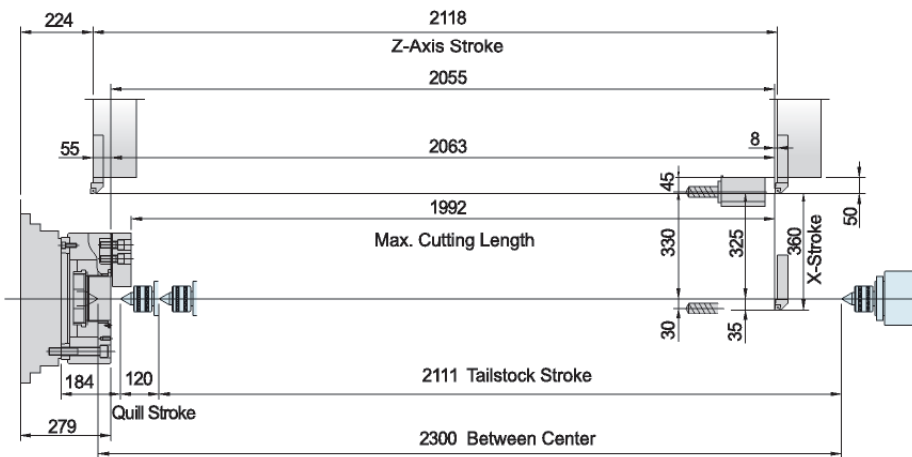 224
2118
Z-Axis Stroke
2055
55
2063
8
45
50
1992
Max. Cutting Length
330
325
360
X-Stroke
30
35
184
120
2111 Tailstock Stroke
Quill Stroke
279
2300 Between Center